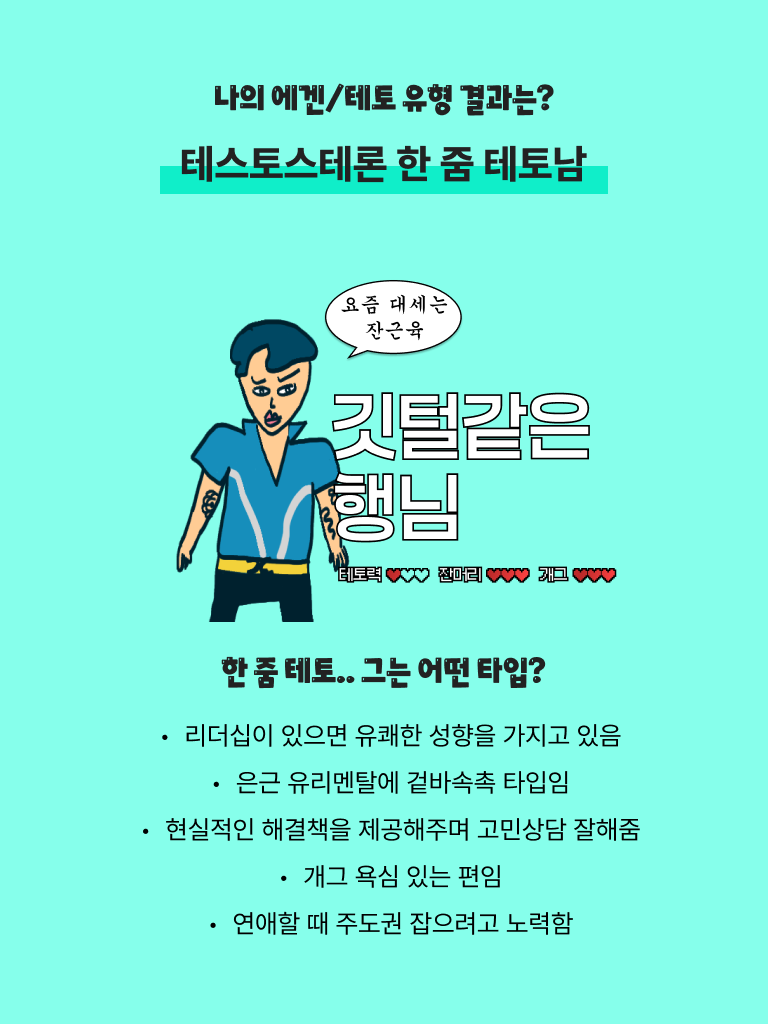 나의 에겐/테토 유형 결과는?
테스토스테론 한 줌 테토남
요즘 대세는
잔근육
깃털같은
행님
테토력 ♥♡♡ 잔머리 ♥♥♥ 개그 ♥♥♥
한 줌 테토.. 그는 어떤 타입?
• 리더십이 있으면 유쾌한 성향을 가지고 있음
• 은근 유리멘탈에 겉바속촉 타입임
• 현실적인 해결책을 제공해주며 고민상담 잘해줌
• 개그 욕심 있는 편임
• 연애할 때 주도권 잡으려고 노력함